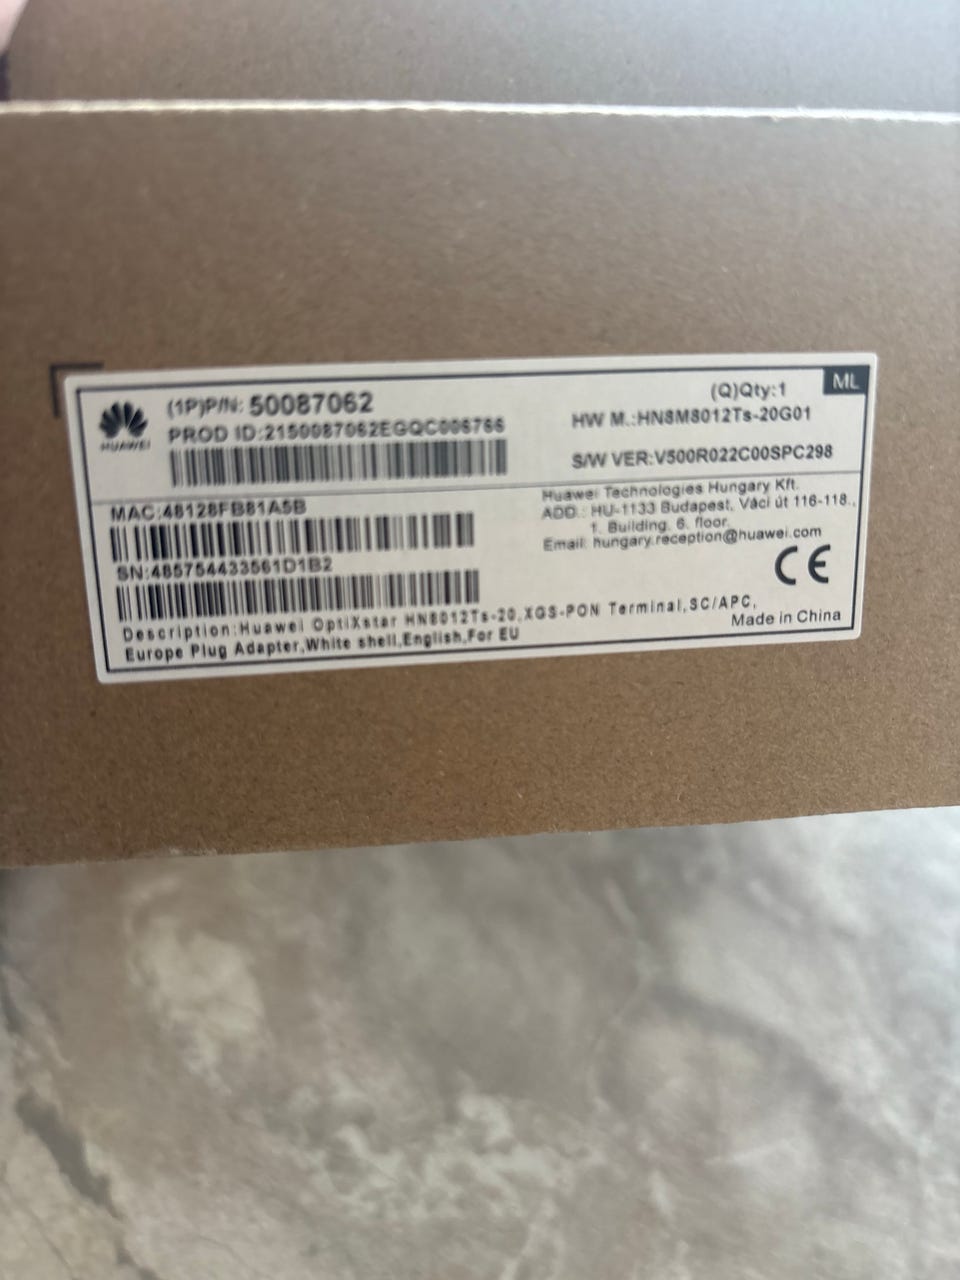 (1P)P/N: 50087062
(Q)Qty:1
ML
HUAWEI
PROD ID:2150087062EGQC006766
HW M.:HN8M8012Ts-20G01
S/W VER:V500R022C00SPC298
MAC:48128FB81A5B
SN:485754433561D1B2
Huawei Technologies Hungary Kft.
ADD.: HU-1133 Budapest, Váci út 116-118.,
1. Building. 6. floor.
Email: hungary.reception@huawei.com
CE
Description:Huawei OptiXstar HN8012Ts-20,XGS-PON Terminal,SC/APC,
Europe Plug Adapter,White shell,English,For EU
Made in China